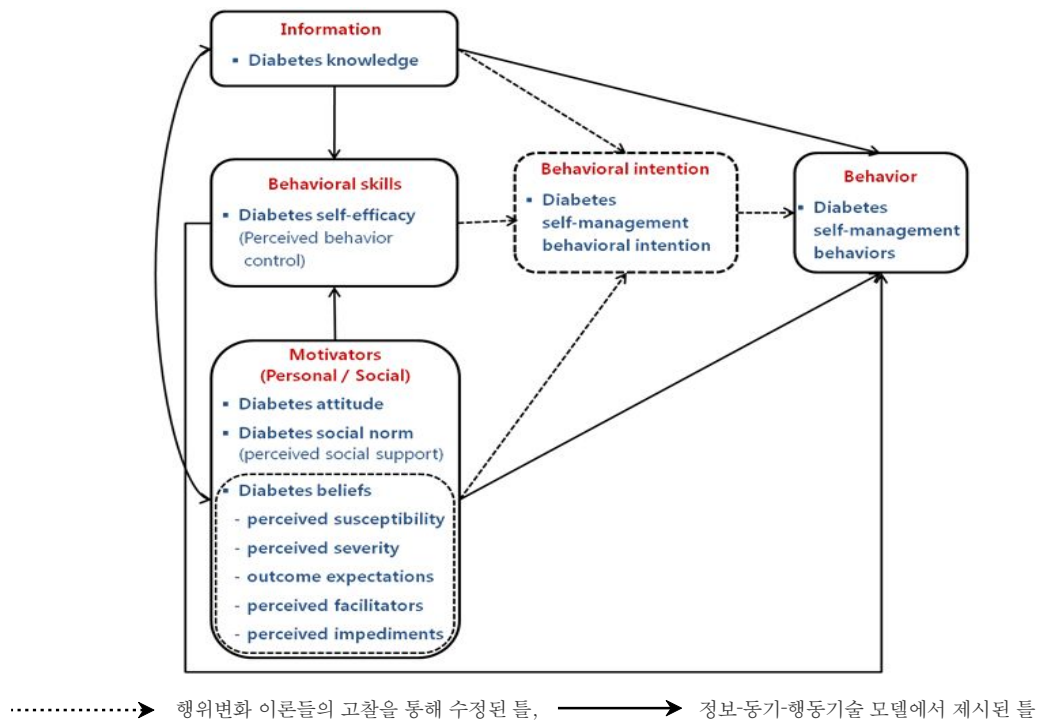 Information
▪ Diabetes knowledge
Behavioral skills
▪ Diabetes self-efficacy
(Perceived behavior
control)
Behavioral intention
▪ Diabetes
self-management
behavioral intention
Behavior
▪ Diabetes
self-management
behaviors
Motivators
(Personal / Social)
▪ Diabetes attitude
▪ Diabetes social norm
(perceived social support)
▪ Diabetes beliefs
- perceived susceptibility
- perceived severity
- outcome expectations
- perceived facilitators
- perceived impediments
행위변화 이론들의 고찰을 통해 수정된 틀, 정보-동기-행동기술 모델에서 제시된 틀